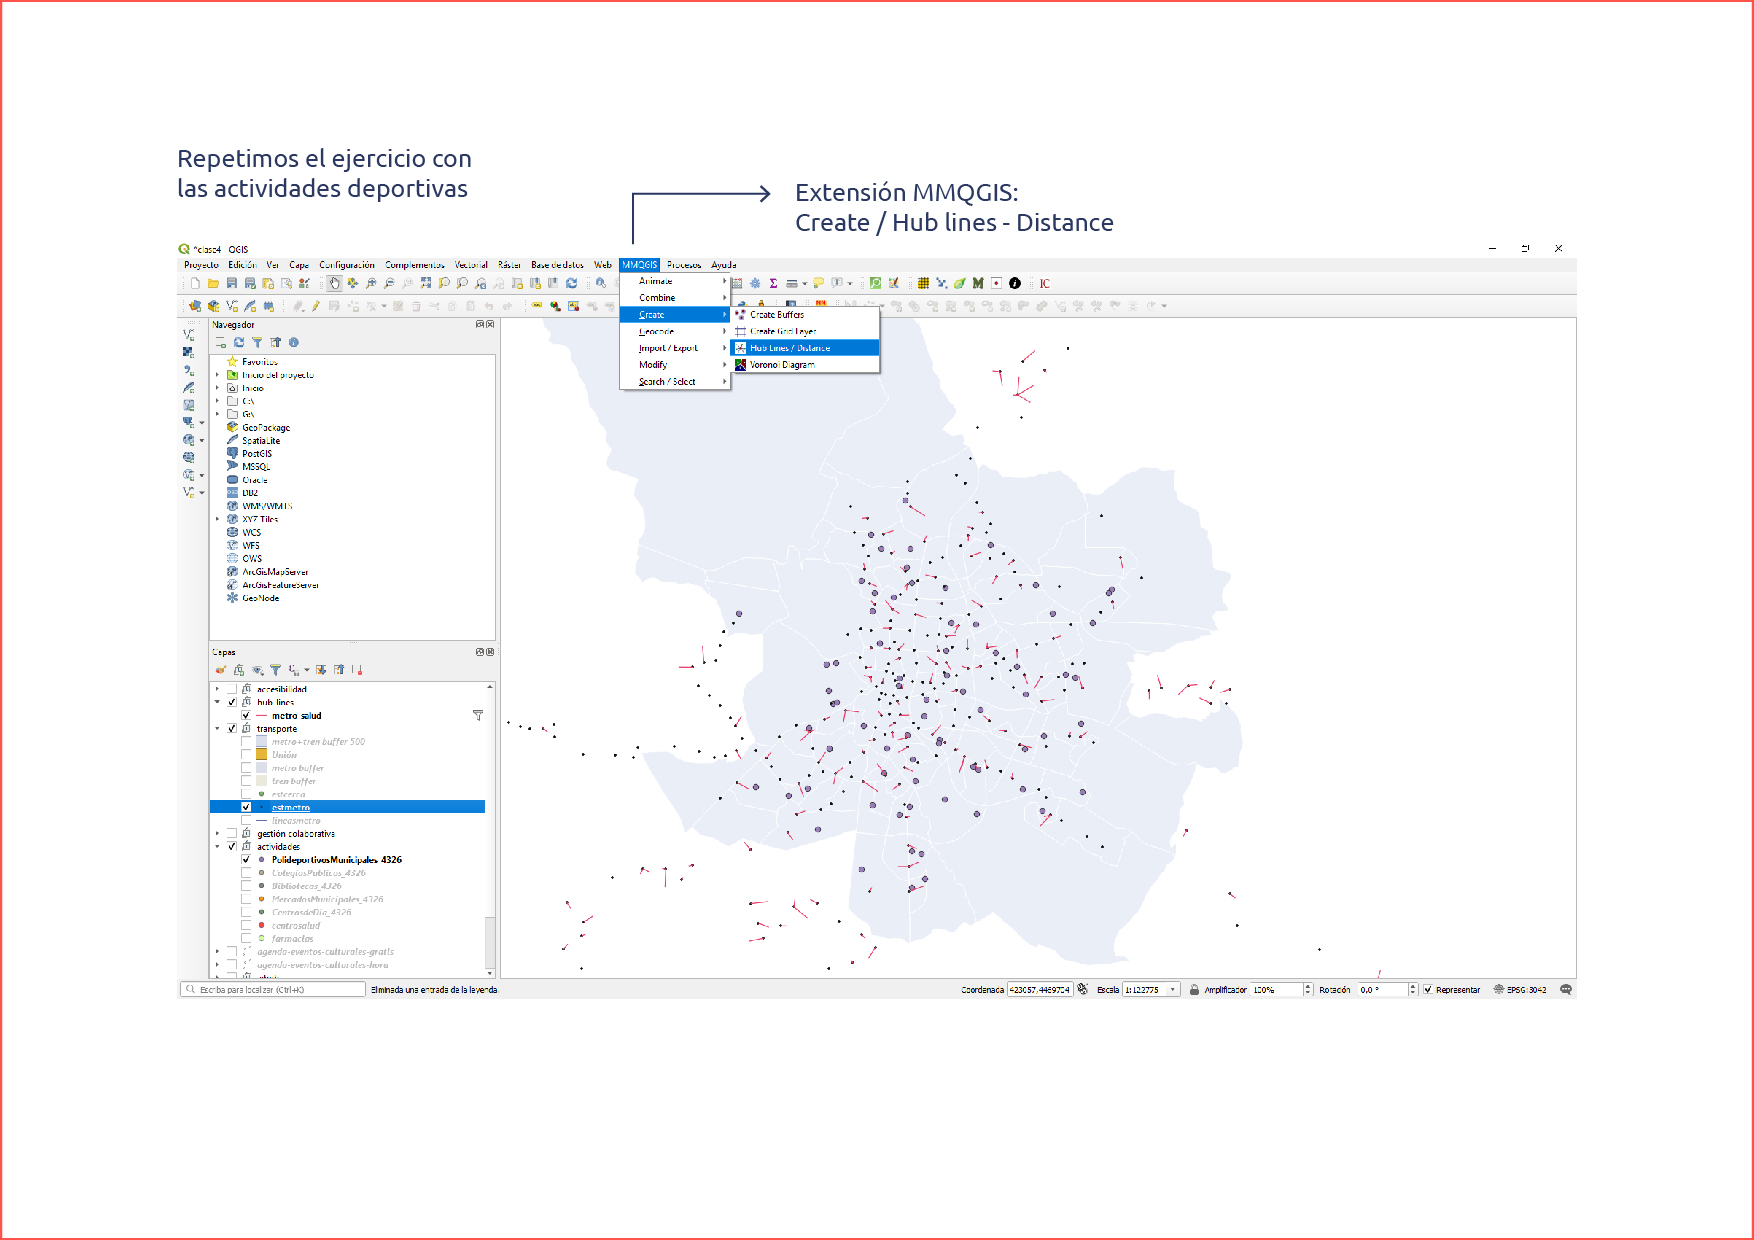 Repetimos el ejercicio con
las actividades deportivas
Extensión MMQGIS:
Create / Hub lines - Distance
*clase4 - QGIS
Proyecto Edición Ver Capa Configuración Complementos Vectorial Ráster Base de datos Web MMQGIS Procesos Ayuda
Animate
Combine
Create
Geocode
Import / Export
Modify
Search / Select
Create Buffers
Create Grid Layer
Hub Lines / Distance
Voronoi Diagram
IC
Navegador
Favoritos
Inicio del proyecto
Inicio
C:\
G:\
GeoPackage
SpatiaLite
PostGIS
MSSQL
Oracle
DB2
WMS/WMTS
XYZ Tiles
WCS
WFS
OWS
ArcGisMapServer
ArcGisFeatureServer
GeoNode
Capas
accesibilidad
hub lines
metro salud
transporte
metro+tren buffer 500
Unión
metro buffer
tren buffer
estcerca
estmetro
lineasmetro
gestión colaborativa
actividades
PolideportivosMunicipales_4326
ColegiosPublicos_4326
Bibliotecas_4326
MercadosMunicipales_4326
CentrosdeDia_4326
centrosalud
farmacias
agenda-eventos-culturales-gratis
agenda-eventos-culturales-hora
Escriba para localizar (Ctrl+K) Eliminada una entrada de la leyenda. Coordenada 423057,4469704 Escala 1:122775 Amplificador 100% Rotación 0,0 ° Representar EPSG:3042